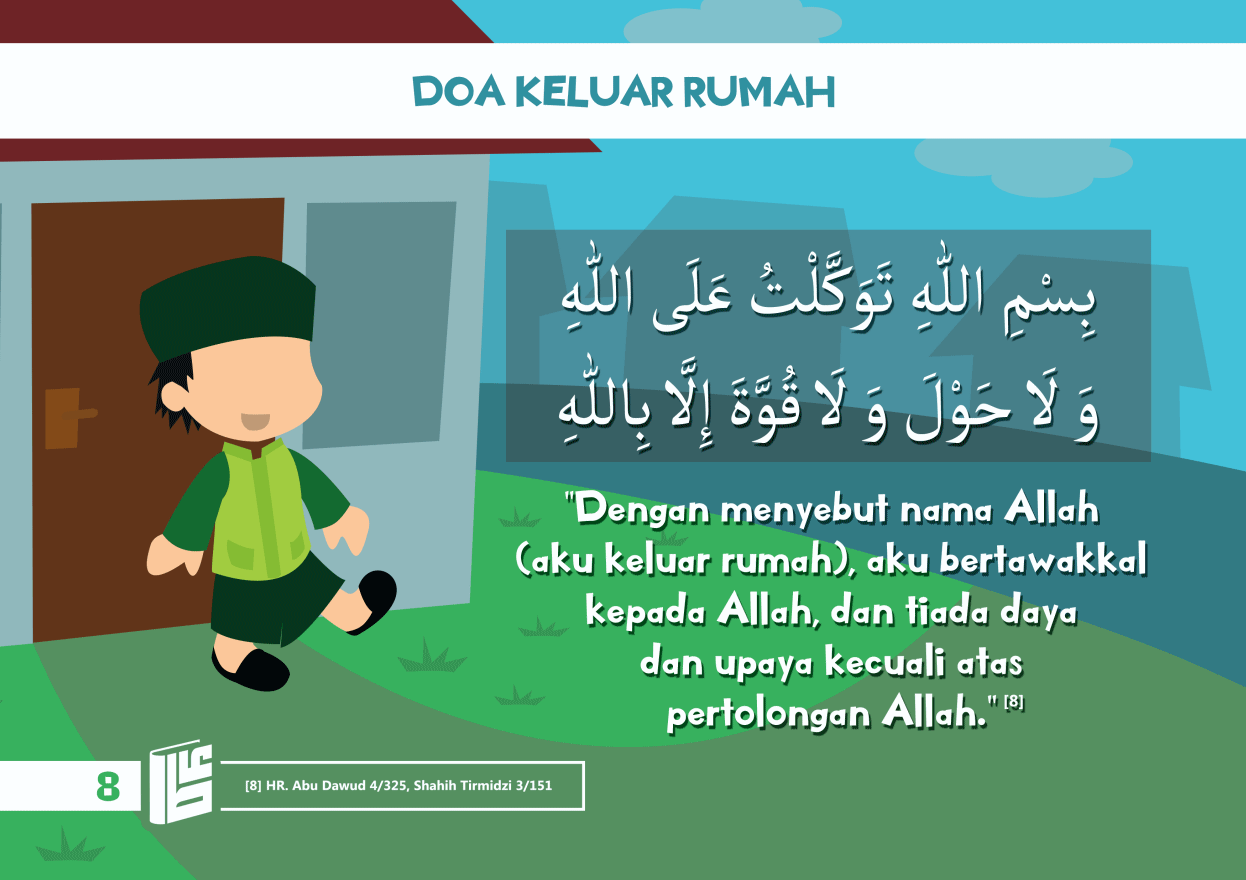 DOA KELUAR RUMAH
بِسْمِ اللّٰهِ تَوَكَّلْتُ عَلَى اللّٰهِ
وَ لَا حَوْلَ وَ لَا قُوَّةَ إِلَّا بِاللّٰهِ
"Dengan menyebut nama Allah
(aku keluar rumah), aku bertawakkal
kepada Allah, dan tiada daya
dan upaya kecuali atas
pertolongan Allah." [8]
8
[8] HR. Abu Dawud 4/325, Shahih Tirmidzi 3/151